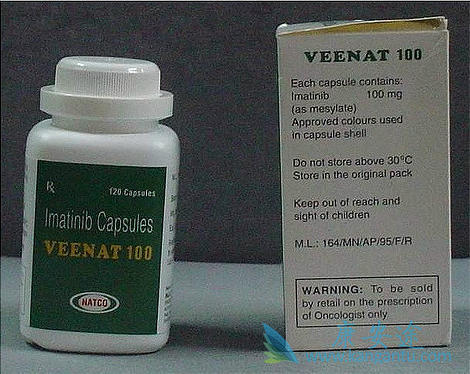 ℞
120 Capsules
Imatinib Capsules
VEENAT 100
NATCO
VEENAT 100
Each capsule contains:
Imatinib 100 mg
(as mesylate)
Approved colours used
in capsule shell
Do not store above 30°C
Store in the original pack
Keep out of reach and
sight of children
M.L.: 164/MN/AP/95/F/R
WARNING: To be sold
by retail on the prescription
of Oncologist only
康安途